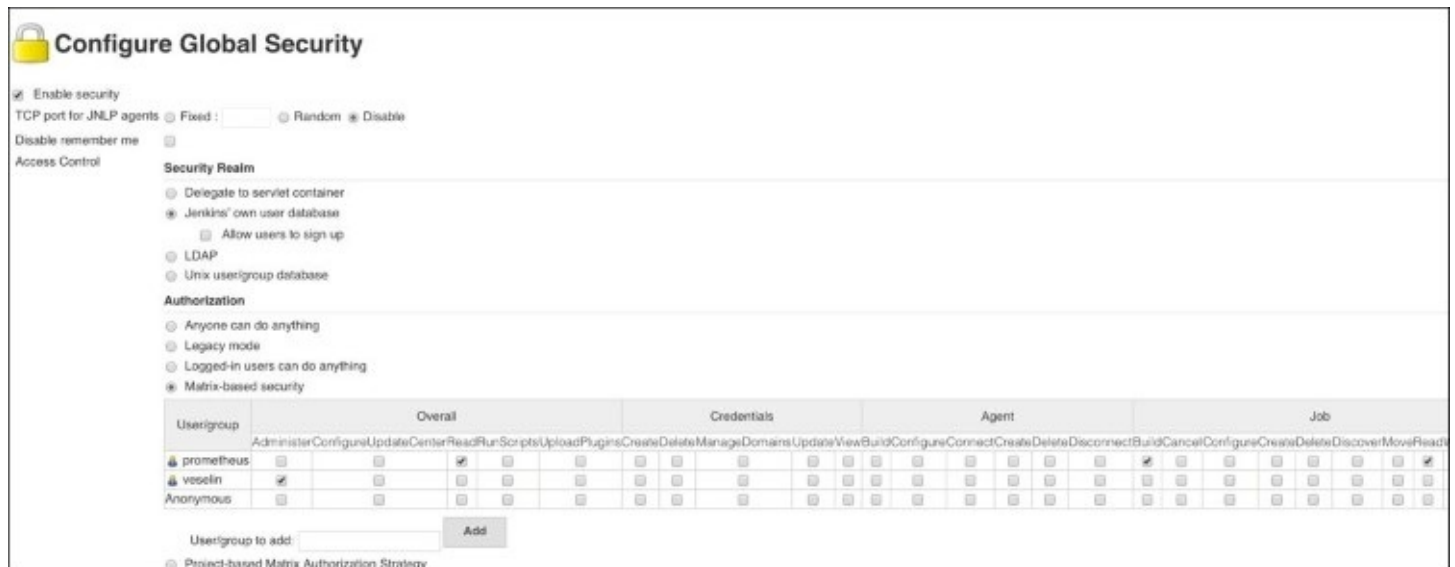 Configure Global Security
Enable security
TCP port for JNLP agents Fixed : Random Disable
Disable remember me
Access Control Security Realm
Delegate to servlet container
Jenkins' own user database
Allow users to sign up
LDAP
Unix user/group database
Authorization
Anyone can do anything
Legacy mode
Logged-in users can do anything
Matrix-based security
User/group Overall Credentials Agent Job
Administer ConfigureUpdateCenter Read RunScripts UploadPlugins Create Delete ManageDomains Update View Build Configure Connect Create Delete Disconnect Build Cancel Configure Create Delete Discover Move Read
prometheus
veselin
Anonymous
User/group to add: Add
Project-based Matrix Authorization Strategy